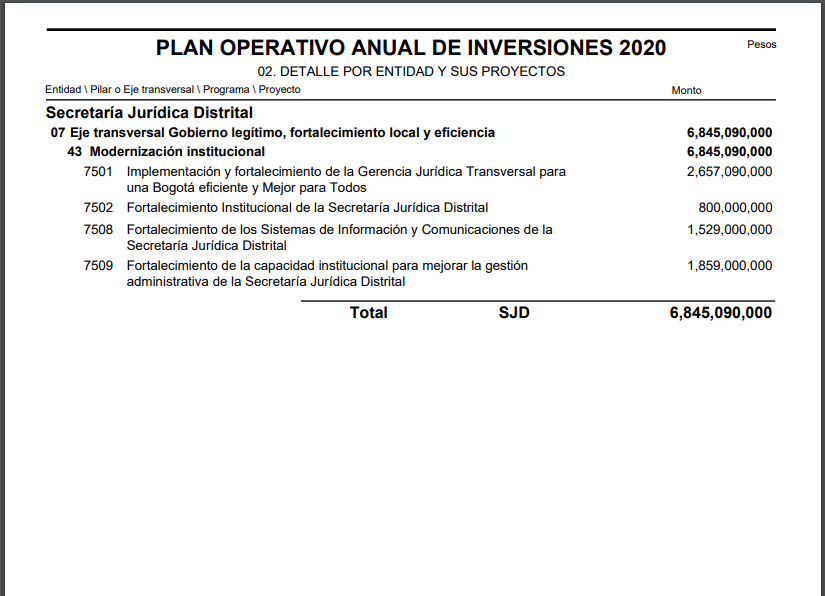 PLAN OPERATIVO ANUAL DE INVERSIONES 2020 Pesos
02. DETALLE POR ENTIDAD Y SUS PROYECTOS
Entidad \ Pilar o Eje transversal \ Programa \ Proyecto Monto
Secretaría Jurídica Distrital
07 Eje transversal Gobierno legítimo, fortalecimiento local y eficiencia 6,845,090,000
43 Modernización institucional 6,845,090,000
7501 Implementación y fortalecimiento de la Gerencia Jurídica Transversal para 2,657,090,000
una Bogotá eficiente y Mejor para Todos
7502 Fortalecimiento Institucional de la Secretaría Jurídica Distrital 800,000,000
7508 Fortalecimiento de los Sistemas de Información y Comunicaciones de la 1,529,000,000
Secretaría Jurídica Distrital
7509 Fortalecimiento de la capacidad institucional para mejorar la gestión 1,859,000,000
administrativa de la Secretaría Jurídica Distrital
Total SJD 6,845,090,000